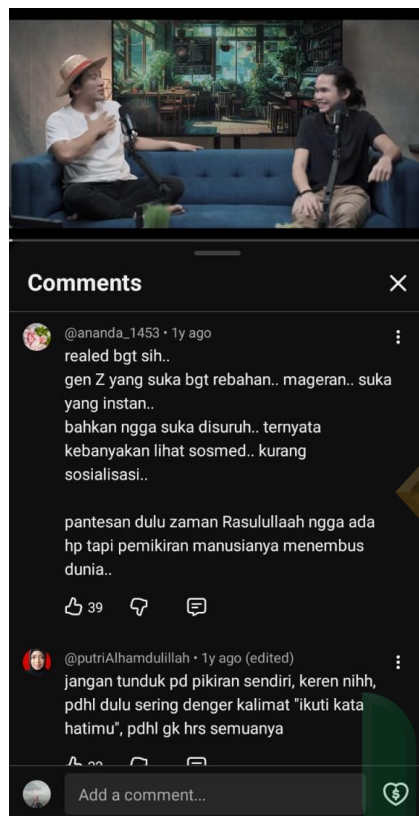 Comments
@ananda_1453 • 1y ago
realed bgt sih..
gen Z yang suka bgt rebahan.. mageran.. suka
yang instan..
bahkan ngga suka disuruh.. ternyata
kebanyakan lihat sosmed.. kurang
sosialisasi..
pantesan dulu zaman Rasulullaah ngga ada
hp tapi pemikiran manusianya menembus
dunia..
39
@putriAlhamdulillah • 1y ago (edited)
jangan tunduk pd pikiran sendiri, keren nihh,
pdhl dulu sering denger kalimat "ikuti kata
hatimu", pdhl gk hrs semuanya
Add a comment...